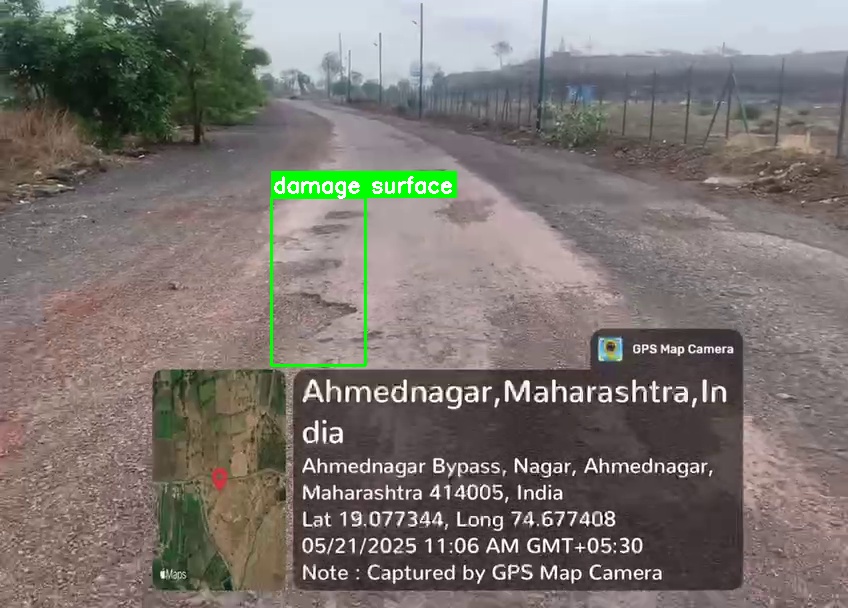 damage surface
GPS Map Camera
Ahmednagar,Maharashtra,In
dia
Ahmednagar Bypass, Nagar, Ahmednagar,
Maharashtra 414005, India
Lat 19.077344, Long 74.677408
05/21/2025 11:06 AM GMT+05:30
Note : Captured by GPS Map Camera
Maps